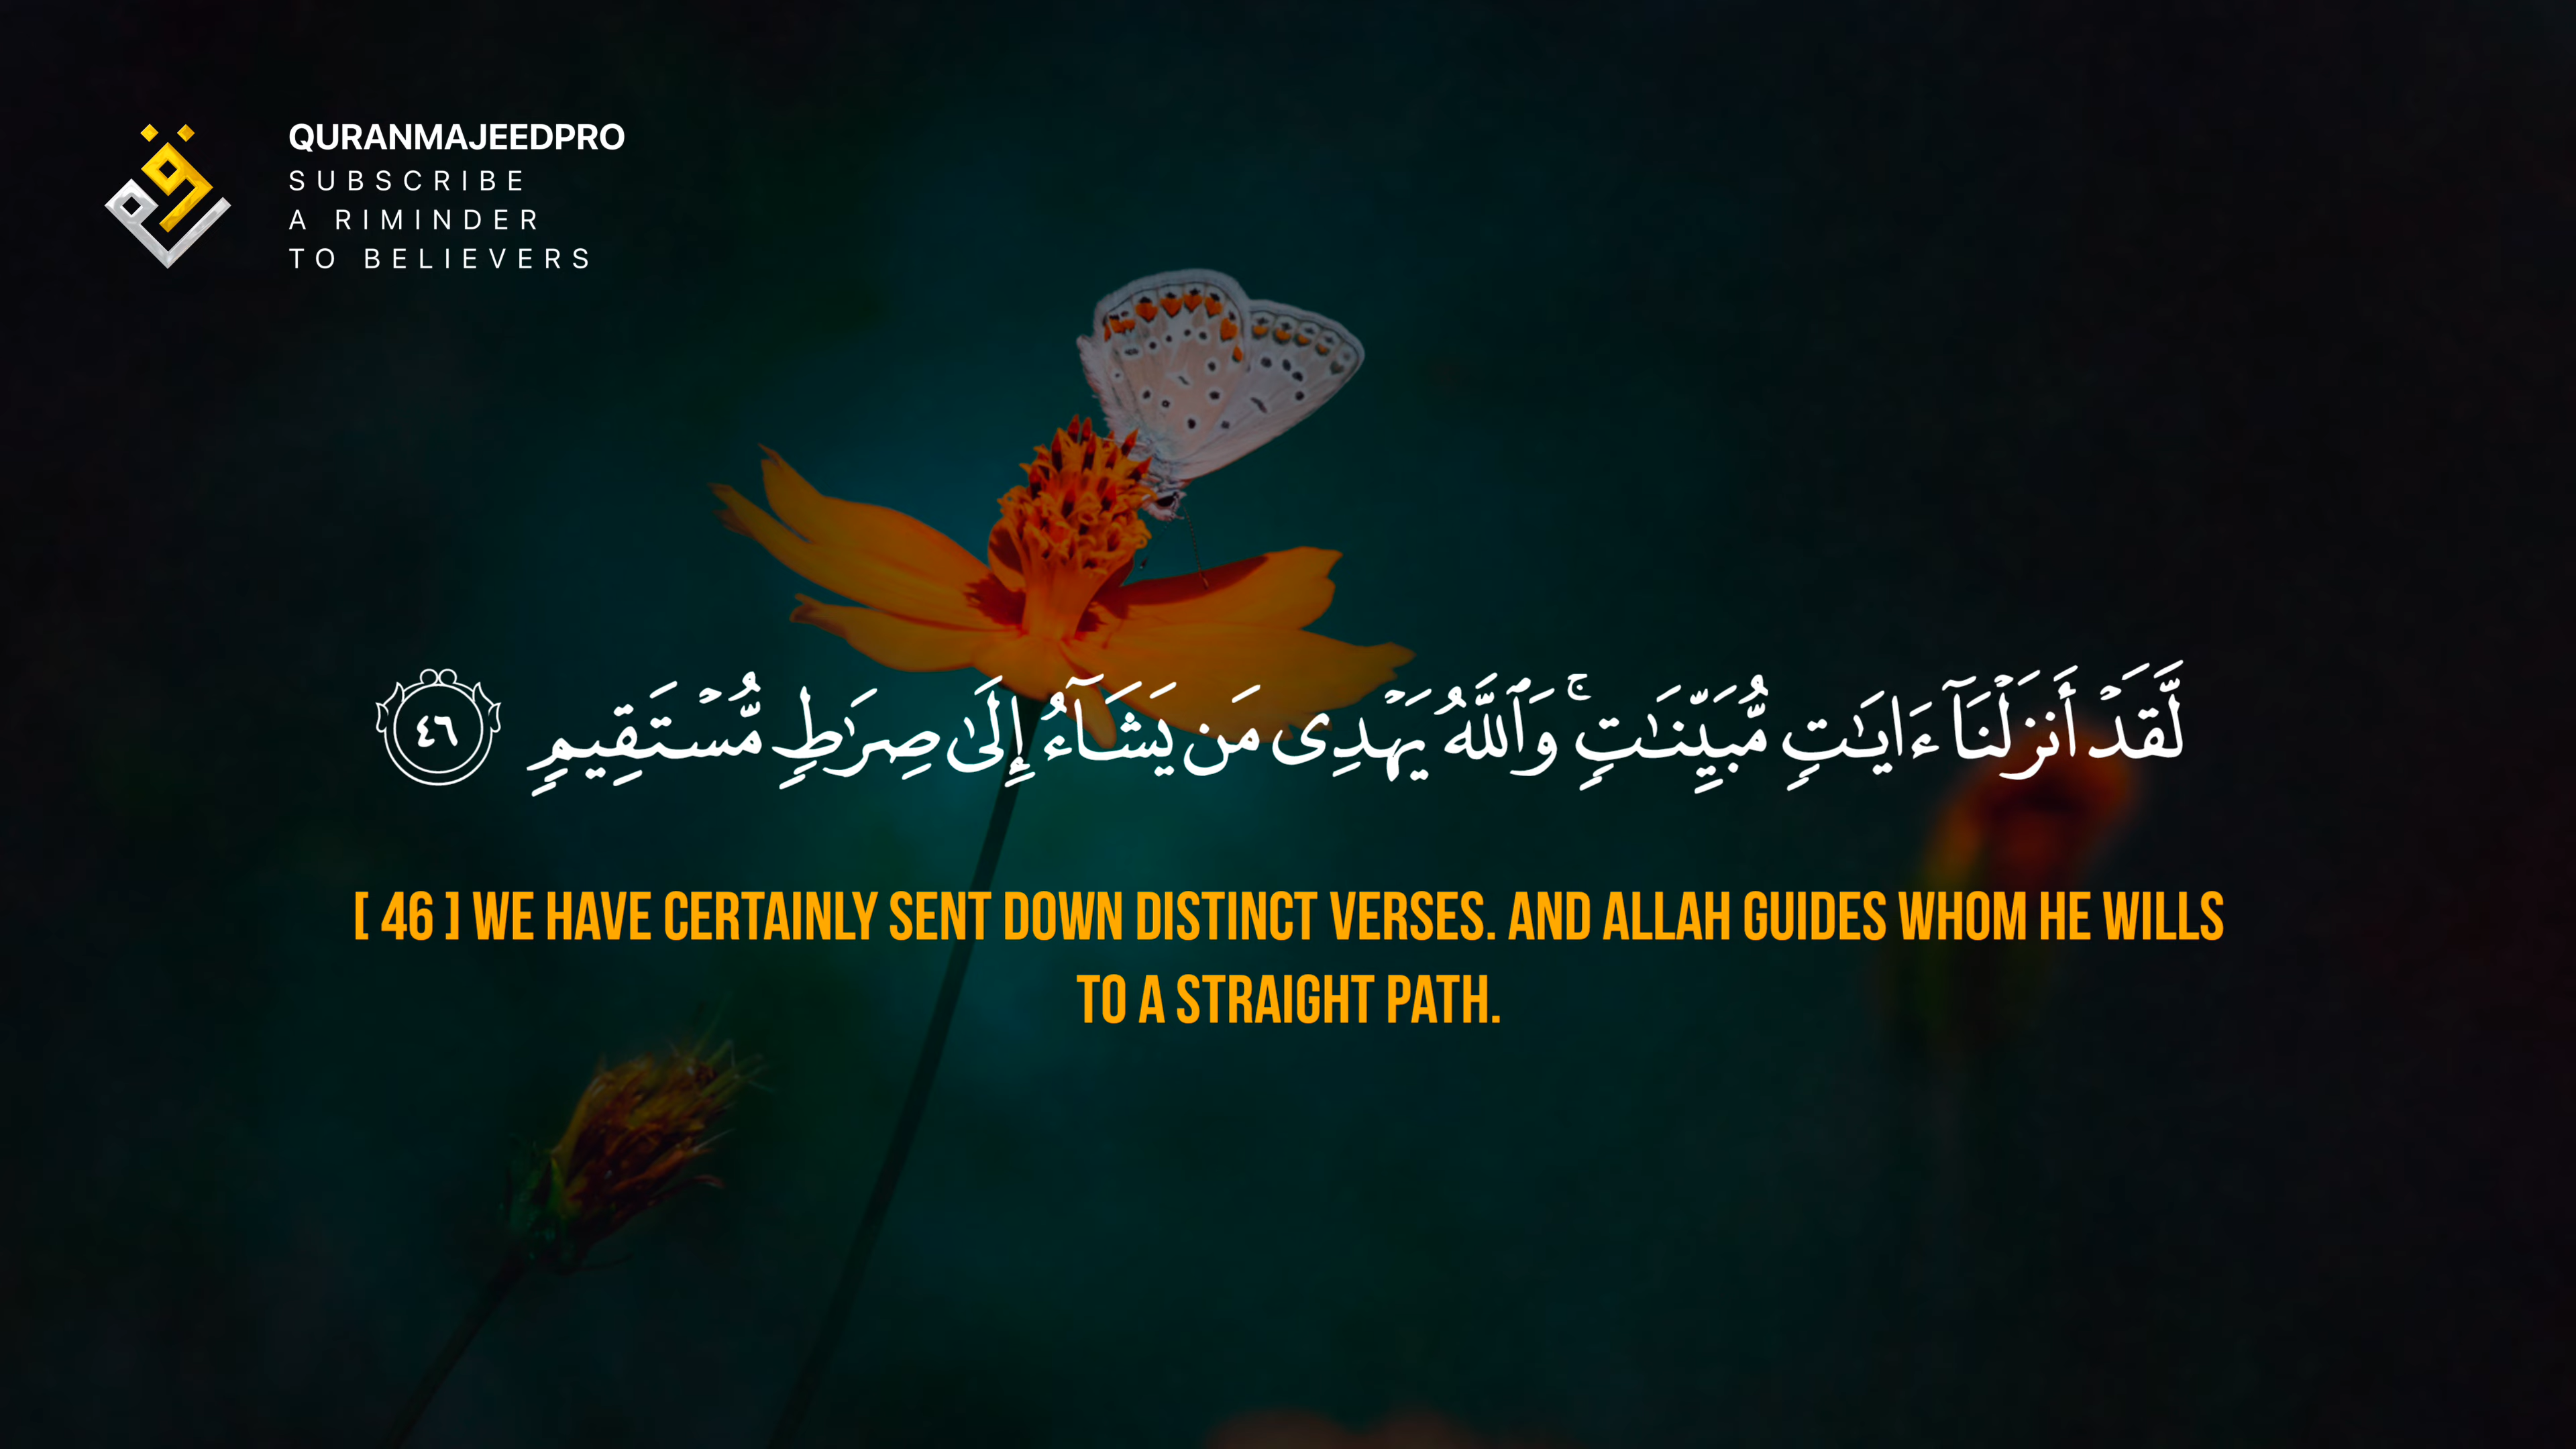 QURANMAJEEDPRO
SUBSCRIBE
A RIMINDER
TO BELIEVERS
لَّقَدۡ أَنزَلۡنَآ ءَايَٰتٖ مُّبَيِّنَٰتٖۚ وَٱللَّهُ يَهۡدِي مَن يَشَآءُ إِلَىٰ صِرَٰطٖ مُّسۡتَقِيمٖ ٤٦
[ 46 ] WE HAVE CERTAINLY SENT DOWN DISTINCT VERSES. AND ALLAH GUIDES WHOM HE WILLS
TO A STRAIGHT PATH.